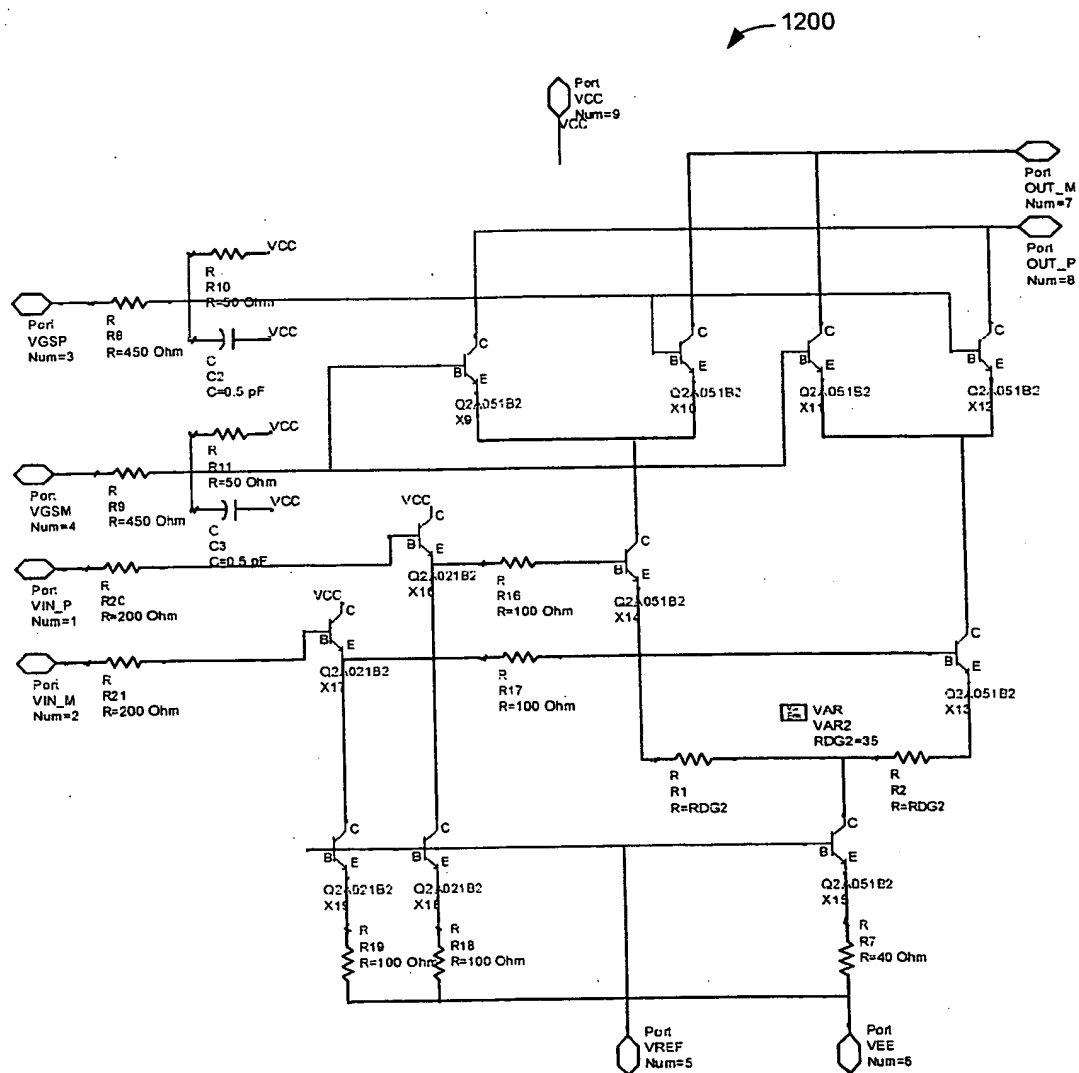 1200
Port
VCC
Num=9
VCC
Port
OUT_M
Num=7
Port
OUT_P
Num=8
VCC
R
R10
R=50 Ohm
Port
VGSP
Num=3
R
R8
R=450 Ohm
VCC
C
C2
C=0.5 pF
C
B
E
X9
C
B
E
X10
C
B
E
X11
C
B
E
VCC
R
R11
R=50 Ohm
Port
VGSM
Num=4
R
R9
R=450 Ohm
VCC
C
C3
C=0.5 pF
VCC
C
B
E
X16
Port
VIN_P
Num=1
R
R20
R=200 Ohm
R
R16
R=100 Ohm
C
B
E
X14
VCC
C
B
E
X17
Port
VIN_M
Num=2
R
R21
R=200 Ohm
R
R17
R=100 Ohm
C
B
E
X13
VAR
VAR2
RDG2=35
R
R1
R=RDG2
R
R2
R=RDG2
C
B
E
X19
C
B
E
X18
C
B
E
X15
R
R19
R=100 Ohm
R
R18
R=100 Ohm
R
R7
R=40 Ohm
Port
VREF
Num=5
Port
VEE
Num=6